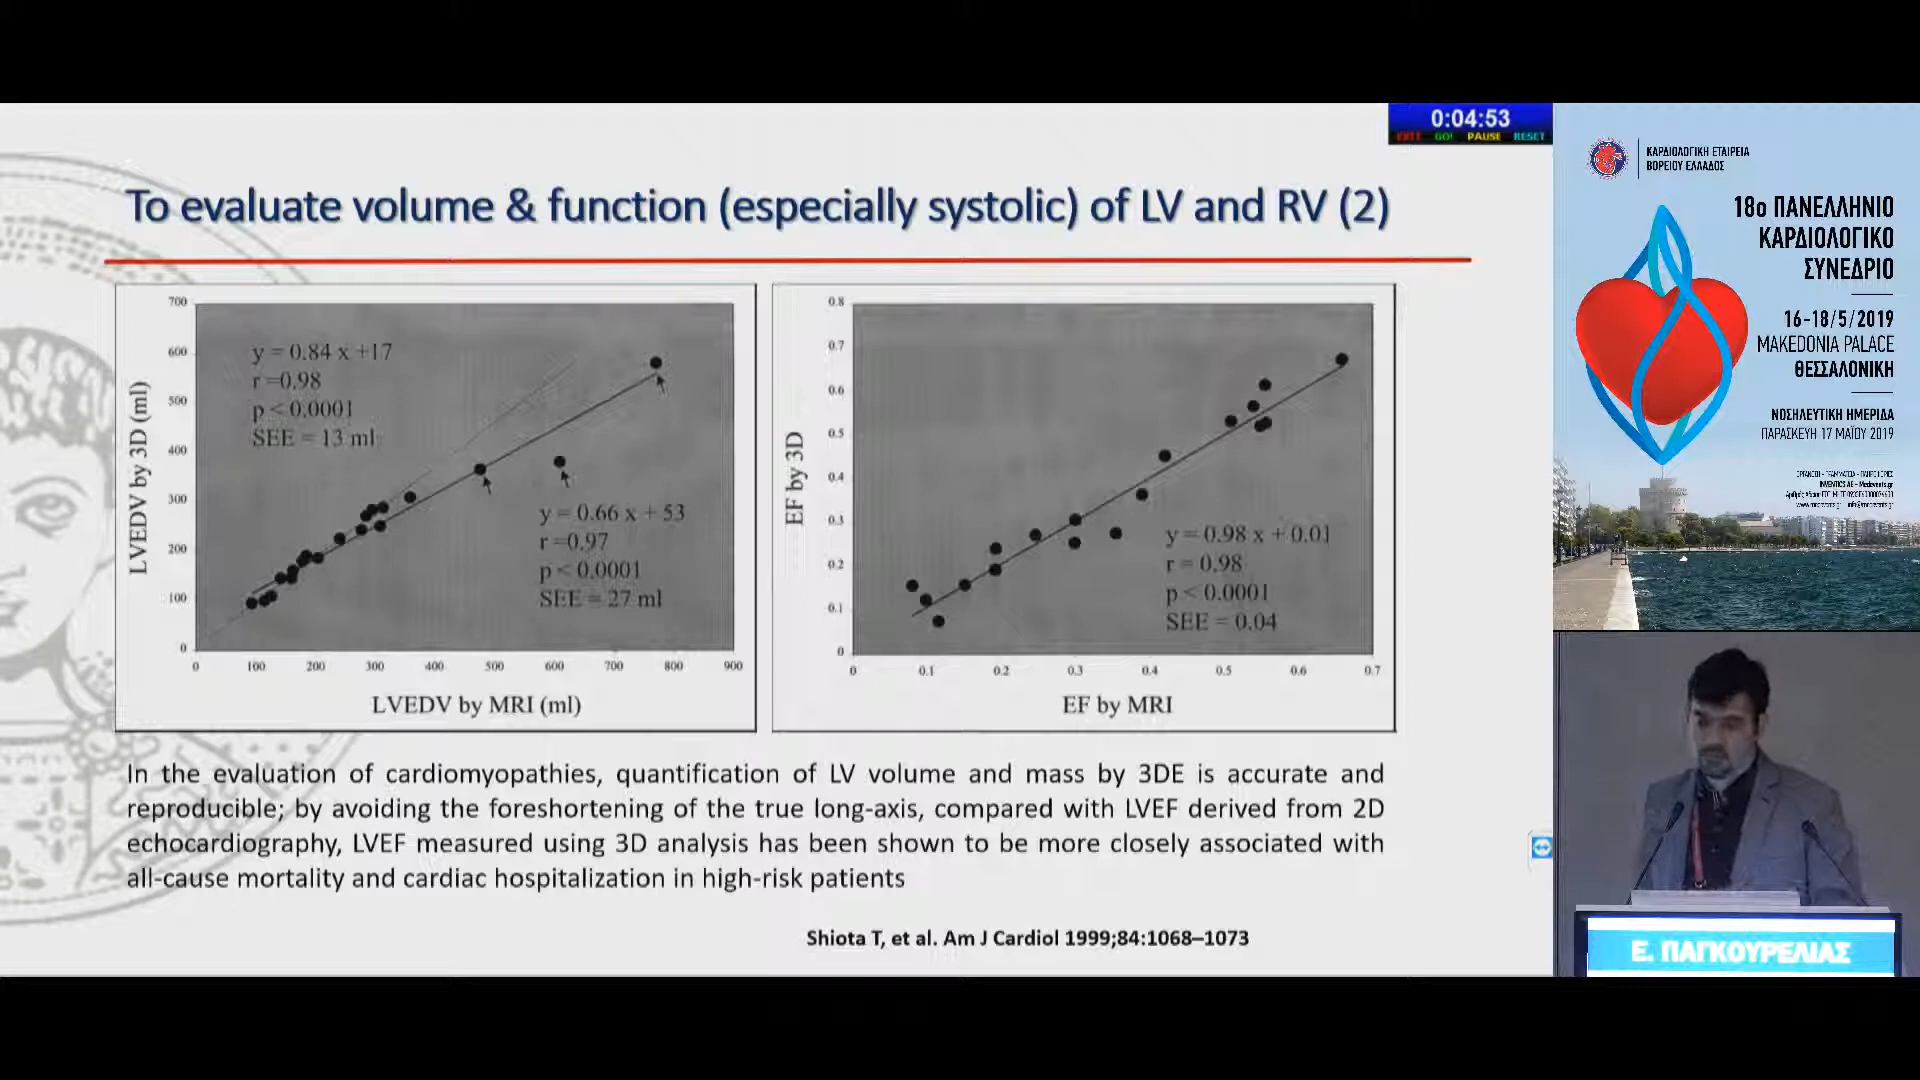 0:04:53
EXIT GO! PAUSE RESET
To evaluate volume & function (especially systolic) of LV and RV (2)
LVEDV by 3D (ml)
700
600
500
400
300
200
100
0
y = 0.84 x +17
r =0.98
p < 0.0001
SEE = 13 ml
y = 0.66 x + 53
r =0.97
p < 0.0001
SEE = 27 ml
0 100 200 300 400 500 600 700 800 900
LVEDV by MRI (ml)
EF by 3D
0.8
0.7
0.6
0.5
0.4
0.3
0.2
0.1
0
y = 0.98 x + 0.01
r = 0.98
p < 0.0001
SEE = 0.04
0 0.1 0.2 0.3 0.4 0.5 0.6 0.7
EF by MRI
In the evaluation of cardiomyopathies, quantification of LV volume and mass by 3DE is accurate and
reproducible; by avoiding the foreshortening of the true long-axis, compared with LVEF derived from 2D
echocardiography, LVEF measured using 3D analysis has been shown to be more closely associated with
all-cause mortality and cardiac hospitalization in high-risk patients
Shiota T, et al. Am J Cardiol 1999;84:1068–1073
ΚΑΡΔΙΟΛΟΓΙΚΗ ΕΤΑΙΡΕΙΑ
ΒΟΡΕΙΟΥ ΕΛΛΑΔΟΣ
18ο ΠΑΝΕΛΛΗΝΙΟ
ΚΑΡΔΙΟΛΟΓΙΚΟ
ΣΥΝΕΔΡΙΟ
16-18/5/2019
MAKEDONIA PALACE
ΘΕΣΣΑΛΟΝΙΚΗ
ΝΟΣΗΛΕΥΤΙΚΗ ΗΜΕΡΙΔΑ
ΠΑΡΑΣΚΕΥΗ 17 ΜΑΪΟΥ 2019
INVENTICS AE - Medevents.gr
Ε. ΠΑΓΚΟΥΡΕΛΙΑΣ